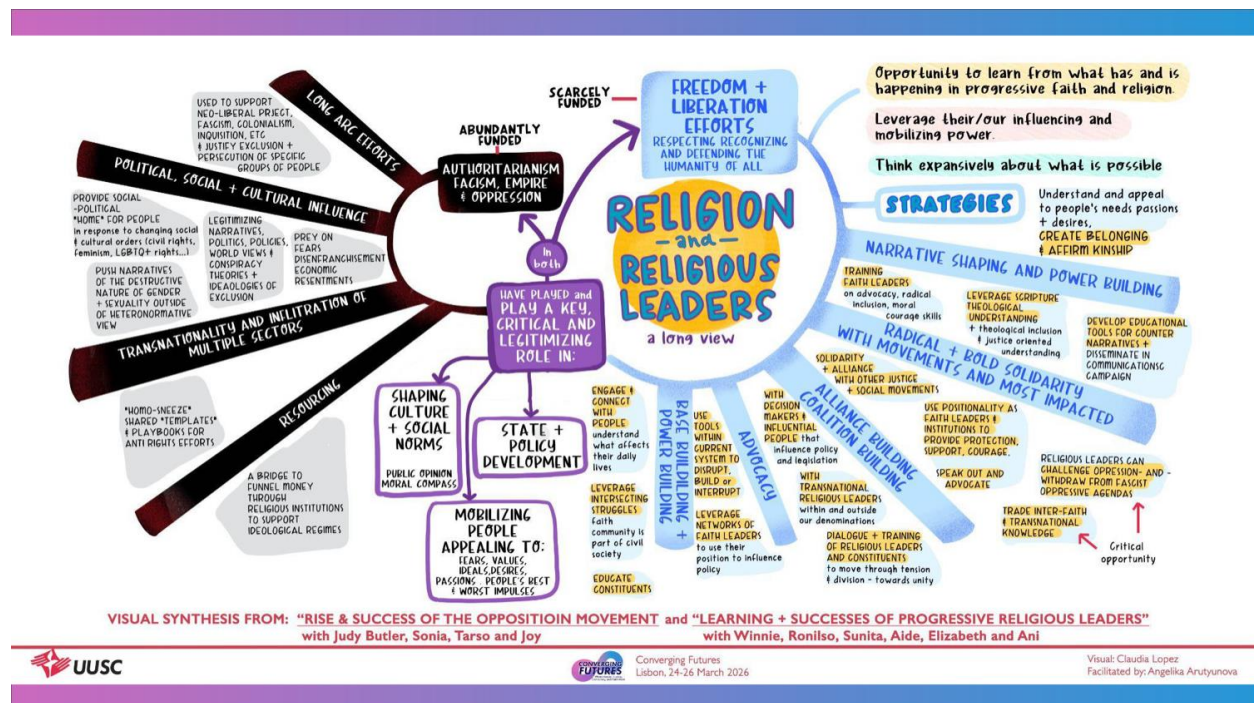 LONG ARC EFFORTS
USED TO SUPPORT
NEO-LIBERAL PRJECT,
FASCISM, COLONIALISM,
INQUISITION, ETC
& JUSTIFY EXCLUSION +
PERSECUTION OF SPECIFIC
GROUPS OF PEOPLE
POLITICAL, SOCIAL + CULTURAL INFLUENCE
PROVIDE SOCIAL
-POLITICAL
"HOME" FOR PEOPLE
in response to changing social
& cultural orders (civil rights,
feminism, LGBTQ+ rights...)
LEGITIMIZING
NARRATIVES,
POLITICS, POLICIES,
WORLD VIEWS &
CONSPIRACY
THEORIES +
IDEAOLOGIES OF
EXCLUSION
PREY ON
FEARS
DISENFRANCHISEMENT
ECONOMIC
RESENTMENTS
PUSH NARRATIVES
OF THE DESTRUCTIVE
NATURE OF GENDER
+ SEXUALITY OUTSIDE
OF HETERONORMATIVE
VIEW
TRANSNATIONALITY AND INFLITRATION OF
MULTIPLE SECTORS
"HOMO-SNEEZE"
SHARED "TEMPLATES"
& PLAYBOOKS FOR
ANTI RIGHTS EFFORTS
RESOURCING
A BRIDGE TO
FUNNEL MONEY
THROUGH
RELIGIOUS INSTITUTIONS
TO SUPPORT
IDEOLOGICAL REGIMES
ABUNDANTLY
FUNDED
AUTHORITARIANISM
FACISM, EMPIRE
& OPPRESSION
SCARCELY
FUNDED
FREEDOM +
LIBERATION
EFFORTS
RESPECTING RECOGNIZING
AND DEFENDING THE
HUMANITY OF ALL
RELIGION
and
RELIGIOUS
LEADERS
a long view
In
both
HAVE PLAYED and
PLAY A KEY,
CRITICAL AND
LEGITIMIZING
ROLE IN:
SHAPING
CULTURE
+ SOCIAL
NORMS
PUBLIC OPINION
MORAL COMPASS
STATE +
POLICY
DEVELOPMENT
MOBILIZING
PEOPLE
APPEALING TO:
FEARS, VALUES,
IDEALS,DESIRES,
PASSIONS . PEOPLE'S BEST
& WORST IMPULSES
Opportunity to learn from what has and is
happening in progressive faith and religion.
Leverage their/our influencing and
mobilizing power.
Think expansively about what is possible
STRATEGIES
Understand and appeal
to people's needs passions
+ desires,
CREATE BELONGING
& AFFIRM KINSHIP
NARRATIVE SHAPING AND POWER BUILDING
TRAINING
FAITH LEADERS
on advocacy, radical
inclusion, moral
courage skills
LEVERAGE SCRIPTURE
THEOLOGICAL
UNDERSTANDING
+ theological inclusion
& justice oriented
understanding
DEVELOP EDUCATIONAL
TOOLS FOR COUNTER
NARRATIVES +
DISSEMINATE IN
COMMUNICATIONSC
CAMPAIGN
RADICAL + BOLD SOLIDARITY
WITH MOVEMENTS AND MOST IMPACTED
SOLIDARITY
+ ALLIANCE
WITH OTHER JUSTICE
+ SOCIAL MOVEMENTS
USE POSITIONALITY AS
FAITH LEADERS &
INSTITUTIONS TO
PROVIDE PROTECTION,
SUPPORT, COURAGE.
SPEAK OUT AND
ADVOCATE
RELIGIOUS LEADERS CAN
CHALLENGE OPRESSION- AND -
WITHDRAW FROM FASCIST
OPPRESSIVE AGENDAS
TRADE INTER-FAITH
& TRANSNATIONAL
KNOWLEDGE
Critical
opportunity
ALLIANCE BUILDING
COALITION BUILDING
WITH
TRANSNATIONAL
RELIGIOUS LEADERS
within and outside
our denominations
DIALOGUE + TRAINING
OF RELIGIOUS LEADERS
AND CONSTITUENTS
to move through tension
& division - towards unity
ADVOCACY
WITH
DECISION
MAKERS &
INFLUENTIAL
PEOPLE that
influence policy
and legislation
USE
TOOLS
WITHIN
CURRENT
SYSTEM TO
DISRUPT,
BUILD or
INTERRUPT
LEVERAGE
NETWORKS OF
FAITH LEADERS
to use their
position to influence
policy
BASE BUILDING +
POWER BUILDING
ENGAGE &
CONNECT
WITH
PEOPLE
understand
what affects
their daily
lives
LEVERAGE
INTERSECTING
STRUGGLES
Faith
community is
part of civil
society
EDUCATE
CONSTITUENTS
VISUAL SYNTHESIS FROM: "RISE & SUCCESS OF THE OPPOSITIOIN MOVEMENT and "LEARNING + SUCCESSES OF PROGRESSIVE RELIGIOUS LEADERS"
with Judy Butler, Sonia, Tarso and Joy
with Winnie, Ronilso, Sunita, Aide, Elizabeth and Ani
UUSC
CONVERGING
FUTURES
Converging Futures
Lisbon, 24-26 March 2026
Visual: Claudia Lopez
Facilitated by: Angelika Arutyunova